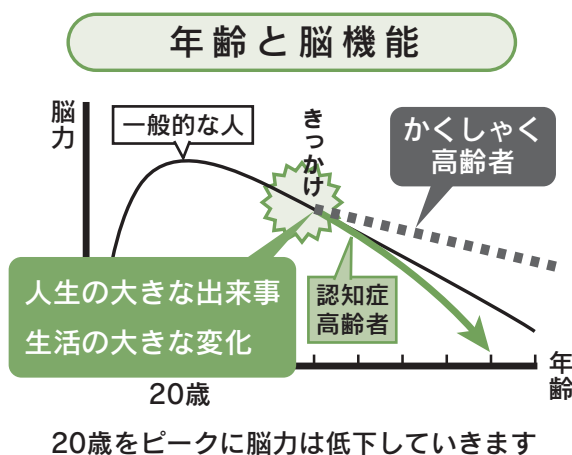 年齢と脳機能
脳力
一般的な人
きっかけ
かくしゃく
高齢者
人生の大きな出来事
生活の大きな変化
認知症
高齢者
年齢
20歳
20歳をピークに脳力は低下していきます